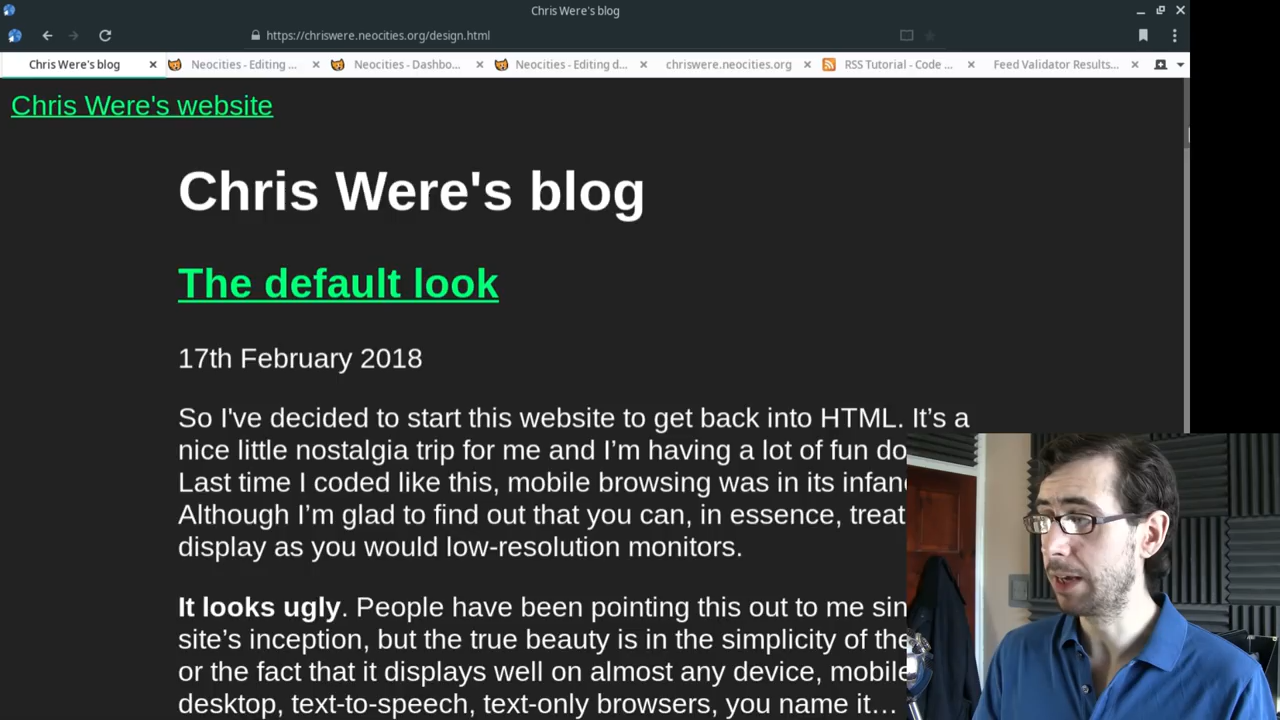 Chris Were's blog
https://chriswere.neocities.org/design.html
Chris Were's blog
Neocities - Editing ...
Neocities - Dashbo...
Neocities - Editing d...
chriswere.neocities.org
RSS Tutorial - Code ...
Feed Validator Results...
Chris Were's website
Chris Were's blog
The default look
17th February 2018
So I've decided to start this website to get back into HTML. It’s a
nice little nostalgia trip for me and I’m having a lot of fun do
Last time I coded like this, mobile browsing was in its infan
Although I’m glad to find out that you can, in essence, treat
display as you would low-resolution monitors.
It looks ugly. People have been pointing this out to me sin
site’s inception, but the true beauty is in the simplicity of the
or the fact that it displays well on almost any device, mobile
desktop, text-to-speech, text-only browsers, you name it…